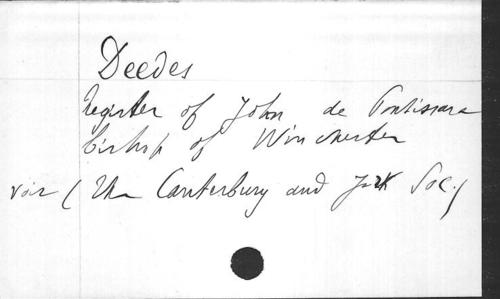 Deedes
Register of John de Pontissara
bishop of Winchester
voir (The Canterbury and York Soc.)